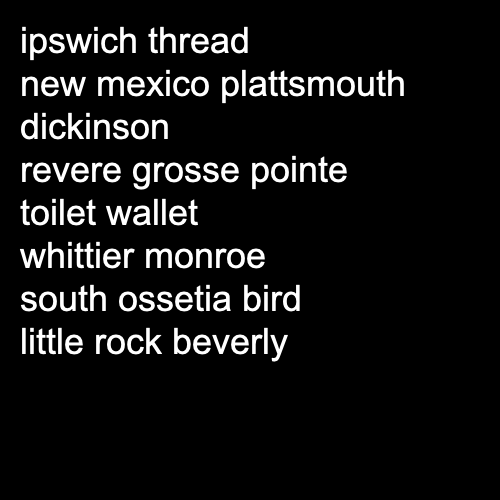 ipswich thread
new mexico plattsmouth
dickinson
revere grosse pointe
toilet wallet
whittier monroe
south ossetia bird
little rock beverly